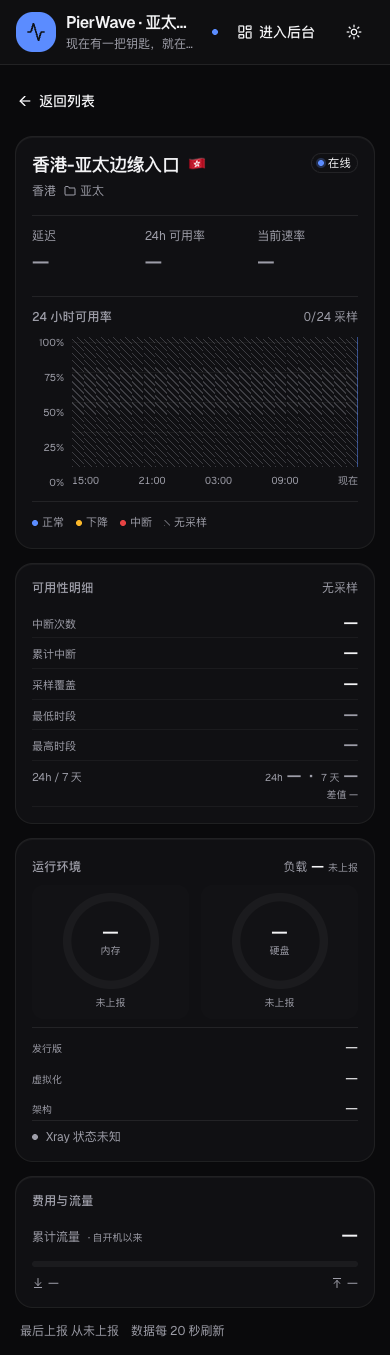 PierWave · 亚太…
现在有一把钥匙，就在…
进入后台
返回列表
香港-亚太边缘入口 🇭🇰
在线
香港 亚太
延迟 24h 可用率 当前速率
— — —
24 小时可用率 0/24 采样
100%
75%
50%
25%
0%
15:00 21:00 03:00 09:00 现在
正常 下降 中断 无采样
可用性明细 无采样
中断次数 —
累计中断 —
采样覆盖 —
最低时段 —
最高时段 —
24h / 7 天 24h — · 7 天 —
差值 —
运行环境 负载 — 未上报
— —
内存 硬盘
未上报 未上报
发行版 —
虚拟化 —
架构 —
Xray 状态未知
费用与流量
累计流量 · 自开机以来 —
— —
最后上报 从未上报 数据每 20 秒刷新